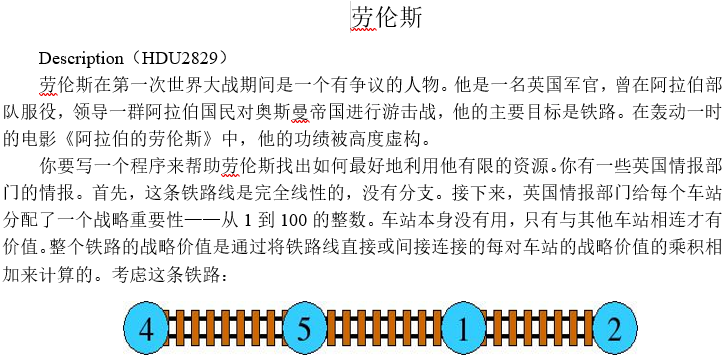 劳伦斯
Description（HDU2829）
劳伦斯在第一次世界大战期间是一个有争议的人物。他是一名英国军官，曾在阿拉伯部
队服役，领导一群阿拉伯国民对奥斯曼帝国进行游击战，他的主要目标是铁路。在轰动一时
的电影《阿拉伯的劳伦斯》中，他的功绩被高度虚构。
你要写一个程序来帮助劳伦斯找出如何最好地利用他有限的资源。你有一些英国情报部
门的情报。首先，这条铁路线是完全线性的，没有分支。接下来，英国情报部门给每个车站
分配了一个战略重要性——从 1 到 100 的整数。车站本身没有用，只有与其他车站相连才有
价值。整个铁路的战略价值是通过将铁路线直接或间接连接的每对车站的战略价值的乘积相
加来计算的。考虑这条铁路：
4 5 1 2